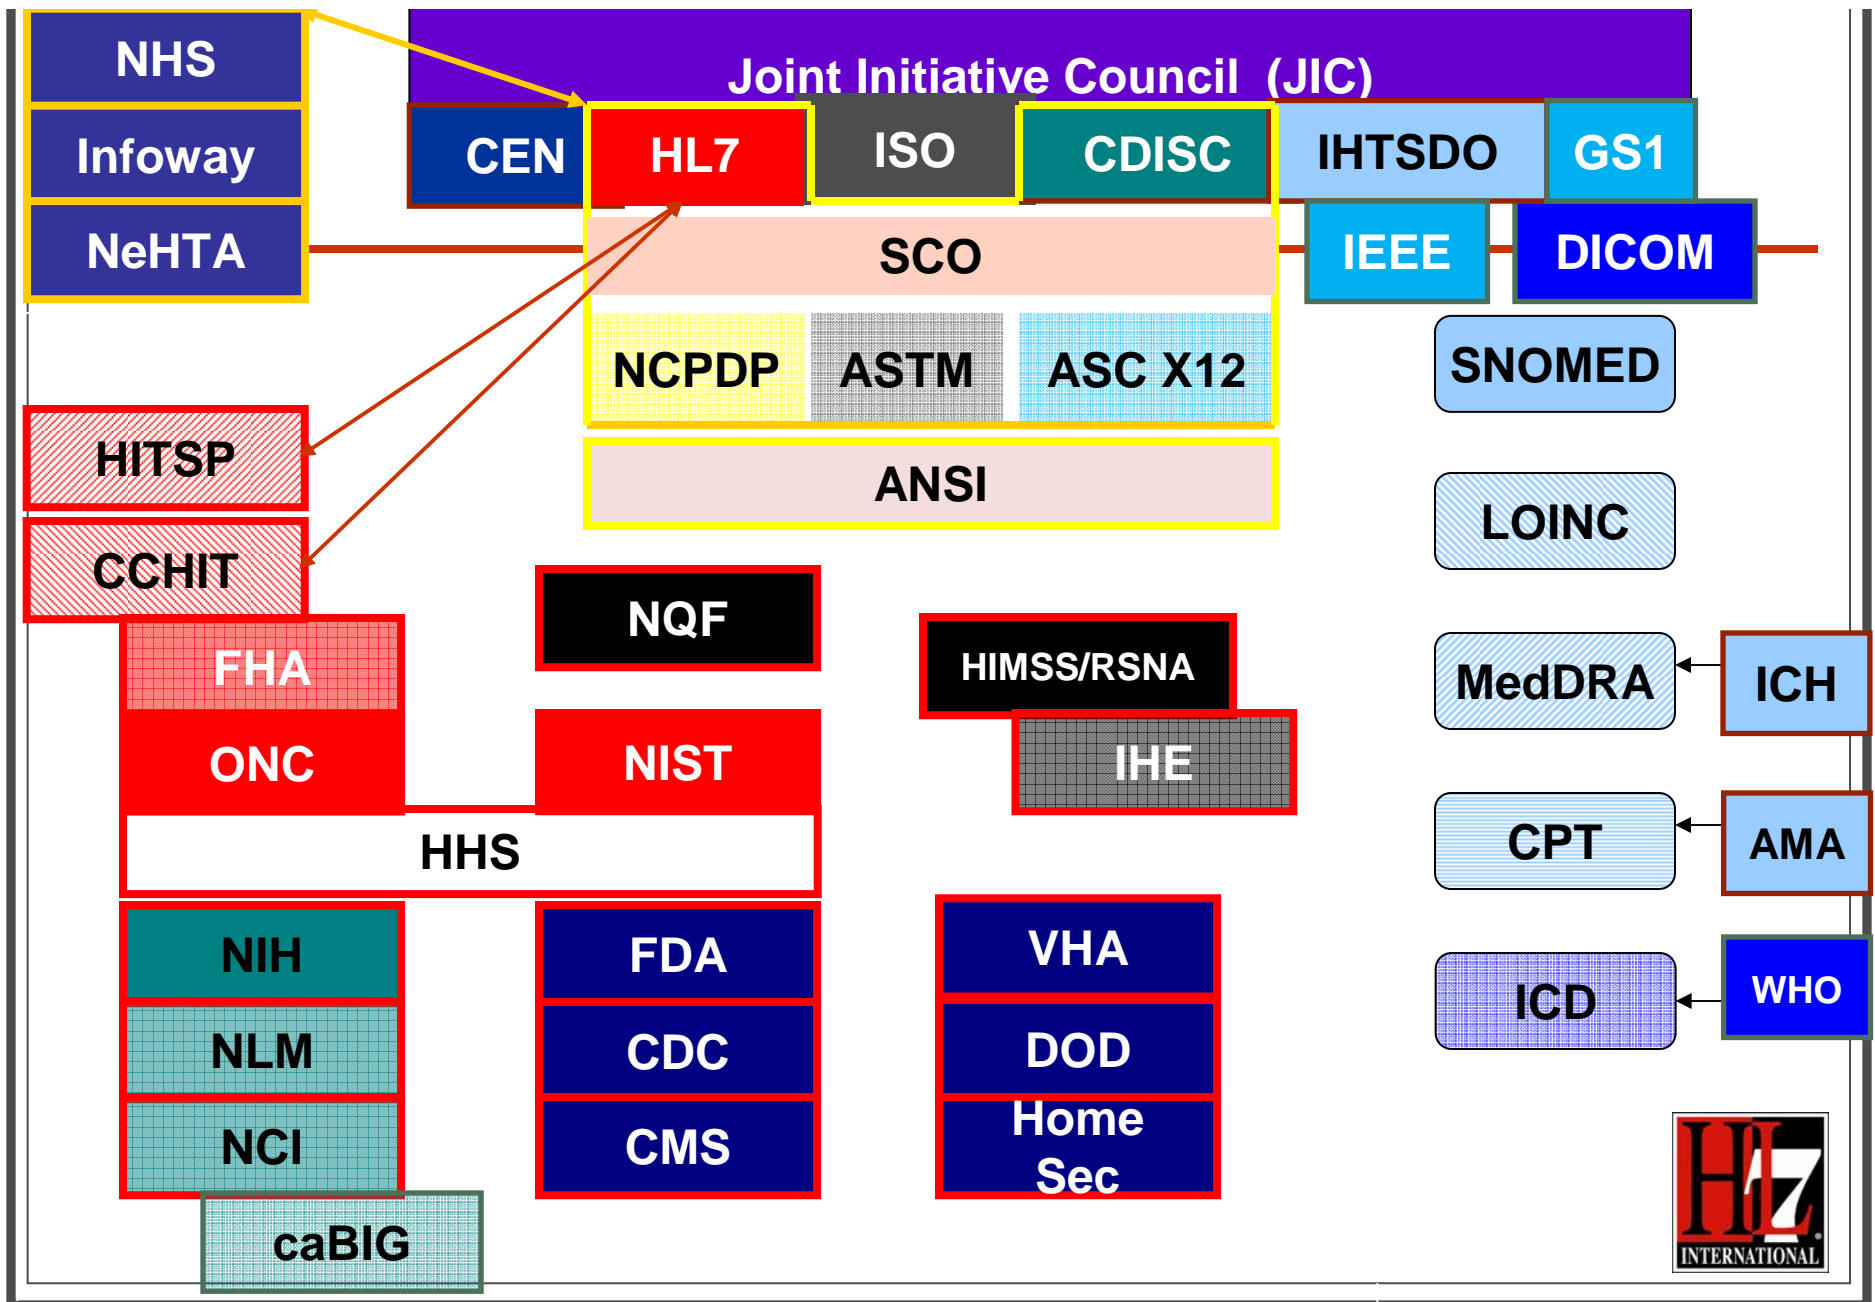 Joint Initiative Council (JIC)
NHS
Infoway
NeHTA
CEN
HL7
ISO
CDISC
IHTSDO
GS1
SCO
IEEE
DICOM
NCPDP
ASTM
ASC X12
SNOMED
HITSP
ANSI
LOINC
CCHIT
NQF
FHA
HIMSS/RSNA
MedDRA
ICH
ONC
NIST
IHE
HHS
CPT
AMA
NIH
FDA
VHA
ICD
WHO
NLM
CDC
DOD
NCI
CMS
Home
Sec
caBIG
HL7
INTERNATIONAL
®